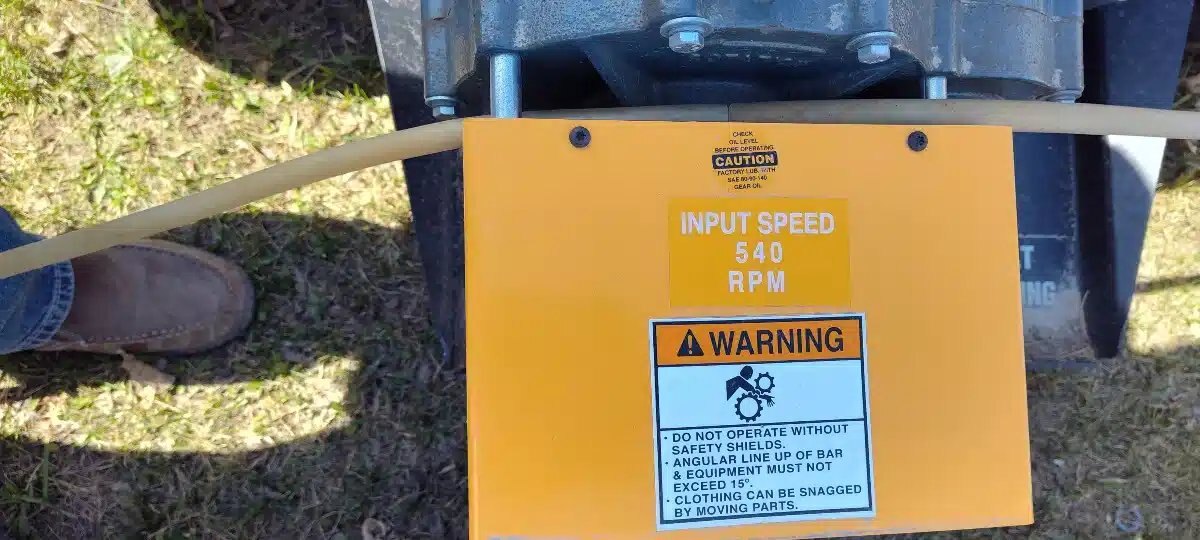 CHECK
OIL LEVEL
BEFORE OPERATING
CAUTION
FACTORY LUB. WITH
SAE 80-90-140
GEAR OIL
INPUT SPEED
540
RPM
WARNING
· DO NOT OPERATE WITHOUT
SAFETY SHIELDS.
· ANGULAR LINE UP OF BAR
& EQUIPMENT MUST NOT
EXCEED 15º.
· CLOTHING CAN BE SNAGGED
BY MOVING PARTS.
T
ING